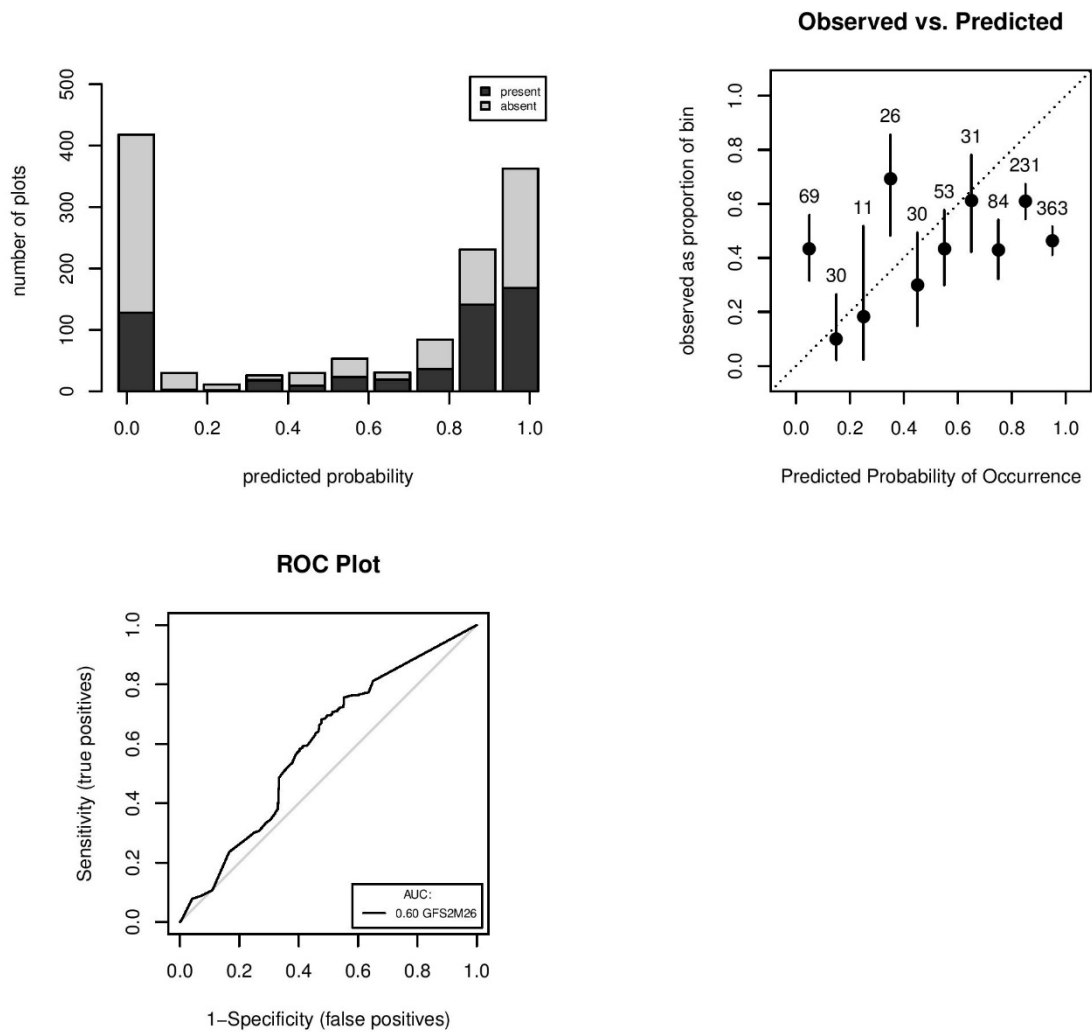 500
400
300
200
100
0
number of plots
present
absent
0.0 0.2 0.4 0.6 0.8 1.0
predicted probability
Observed vs. Predicted
1.0
0.8
0.6
0.4
0.2
0.0
observed as proportion of bin
69
30
11
26
30
53
31
84
231
363
0.0 0.2 0.4 0.6 0.8 1.0
Predicted Probability of Occurrence
ROC Plot
1.0
0.8
0.6
0.4
0.2
0.0
Sensitivity (true positives)
AUC:
0.60 GFS2M26
0.0 0.2 0.4 0.6 0.8 1.0
1−Specificity (false positives)